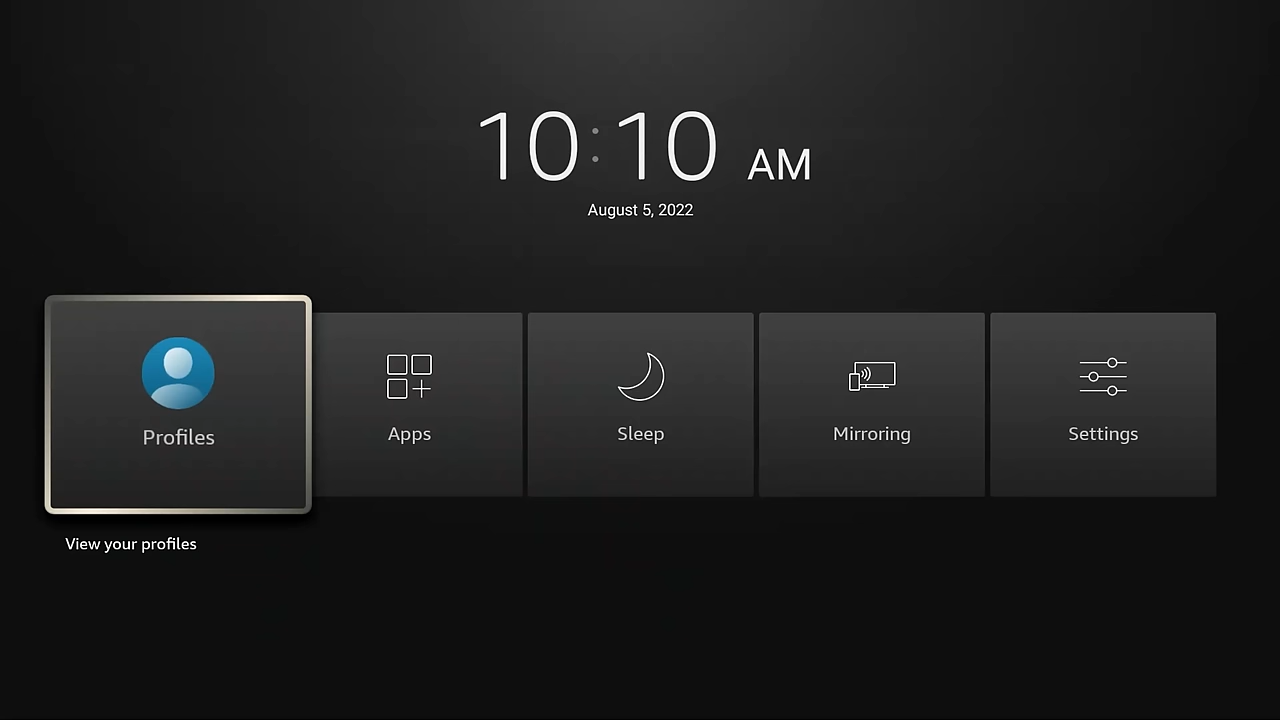 10:10 AM
August 5, 2022
Profiles
Apps
Sleep
Mirroring
Settings
View your profiles